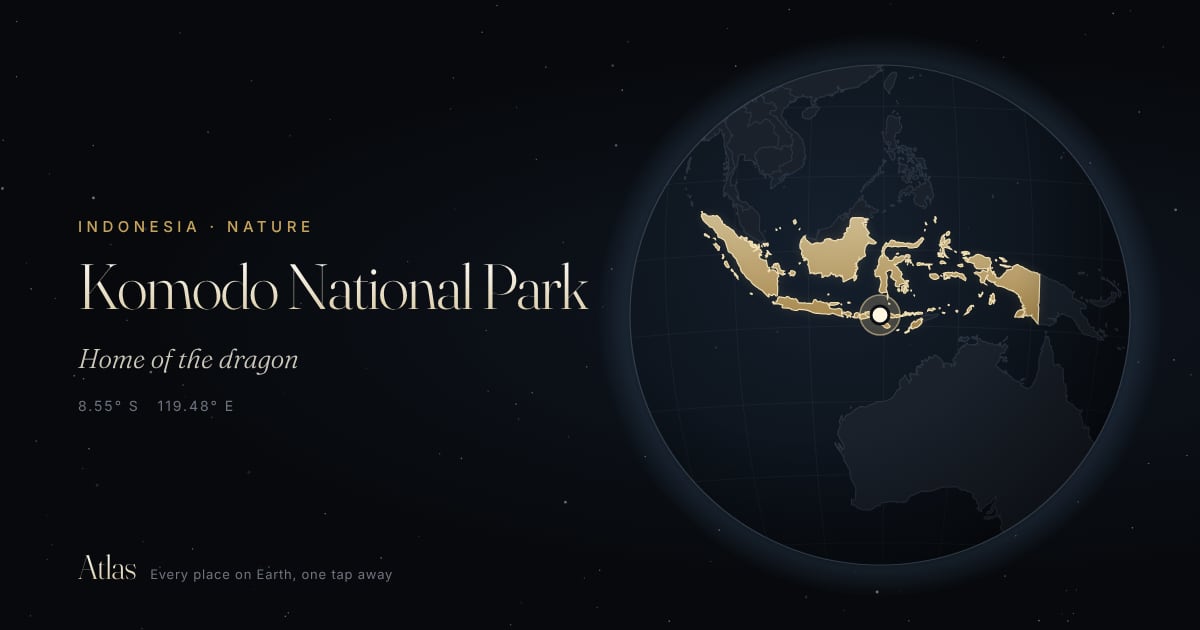 INDONESIA · NATURE
Komodo National Park
Home of the dragon
8.55° S 119.48° E
Atlas Every place on Earth, one tap away